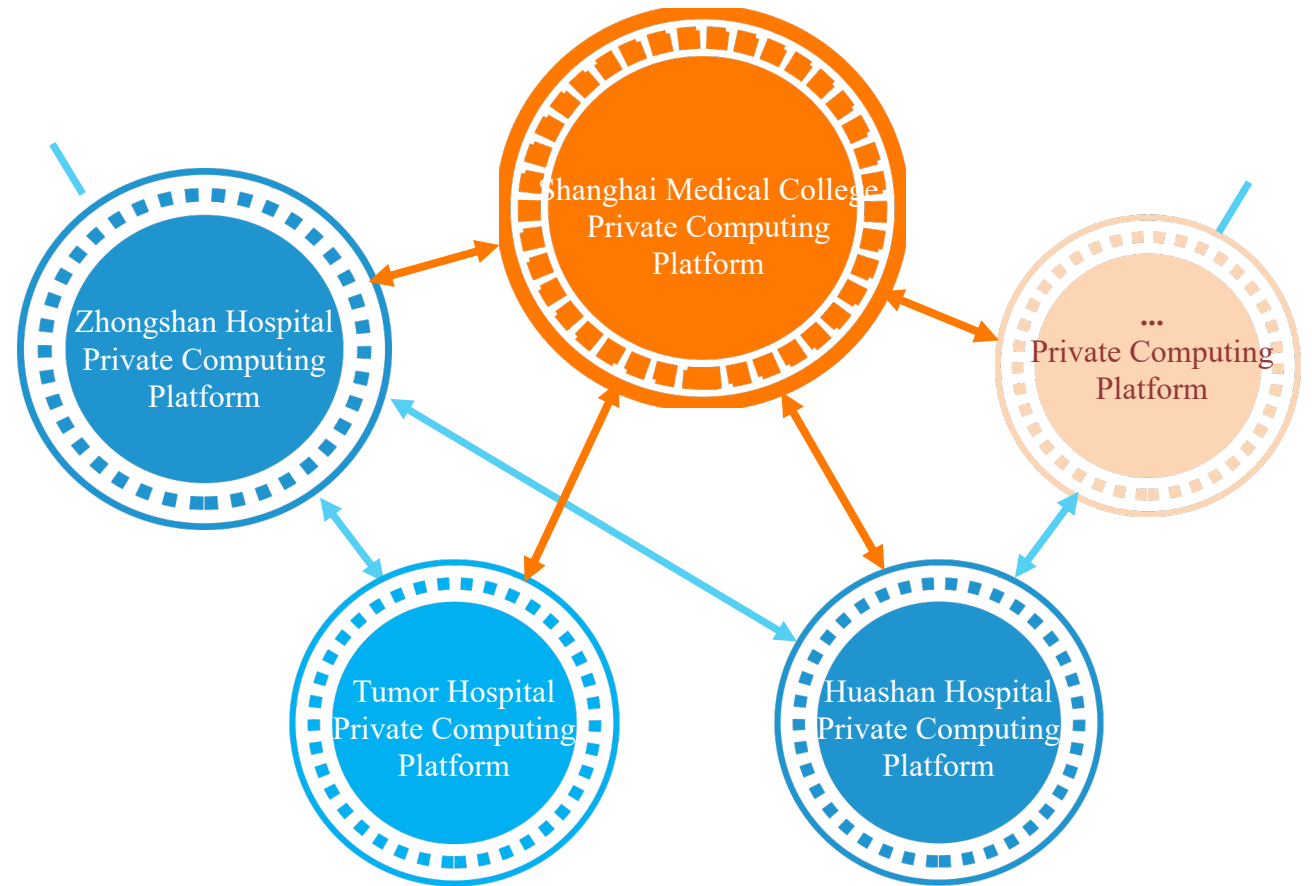 Shanghai Medical College
Private Computing
Platform
Zhongshan Hospital
Private Computing
Platform
...
Private Computing
Platform
Tumor Hospital
Private Computing
Platform
Huashan Hospital
Private Computing
Platform